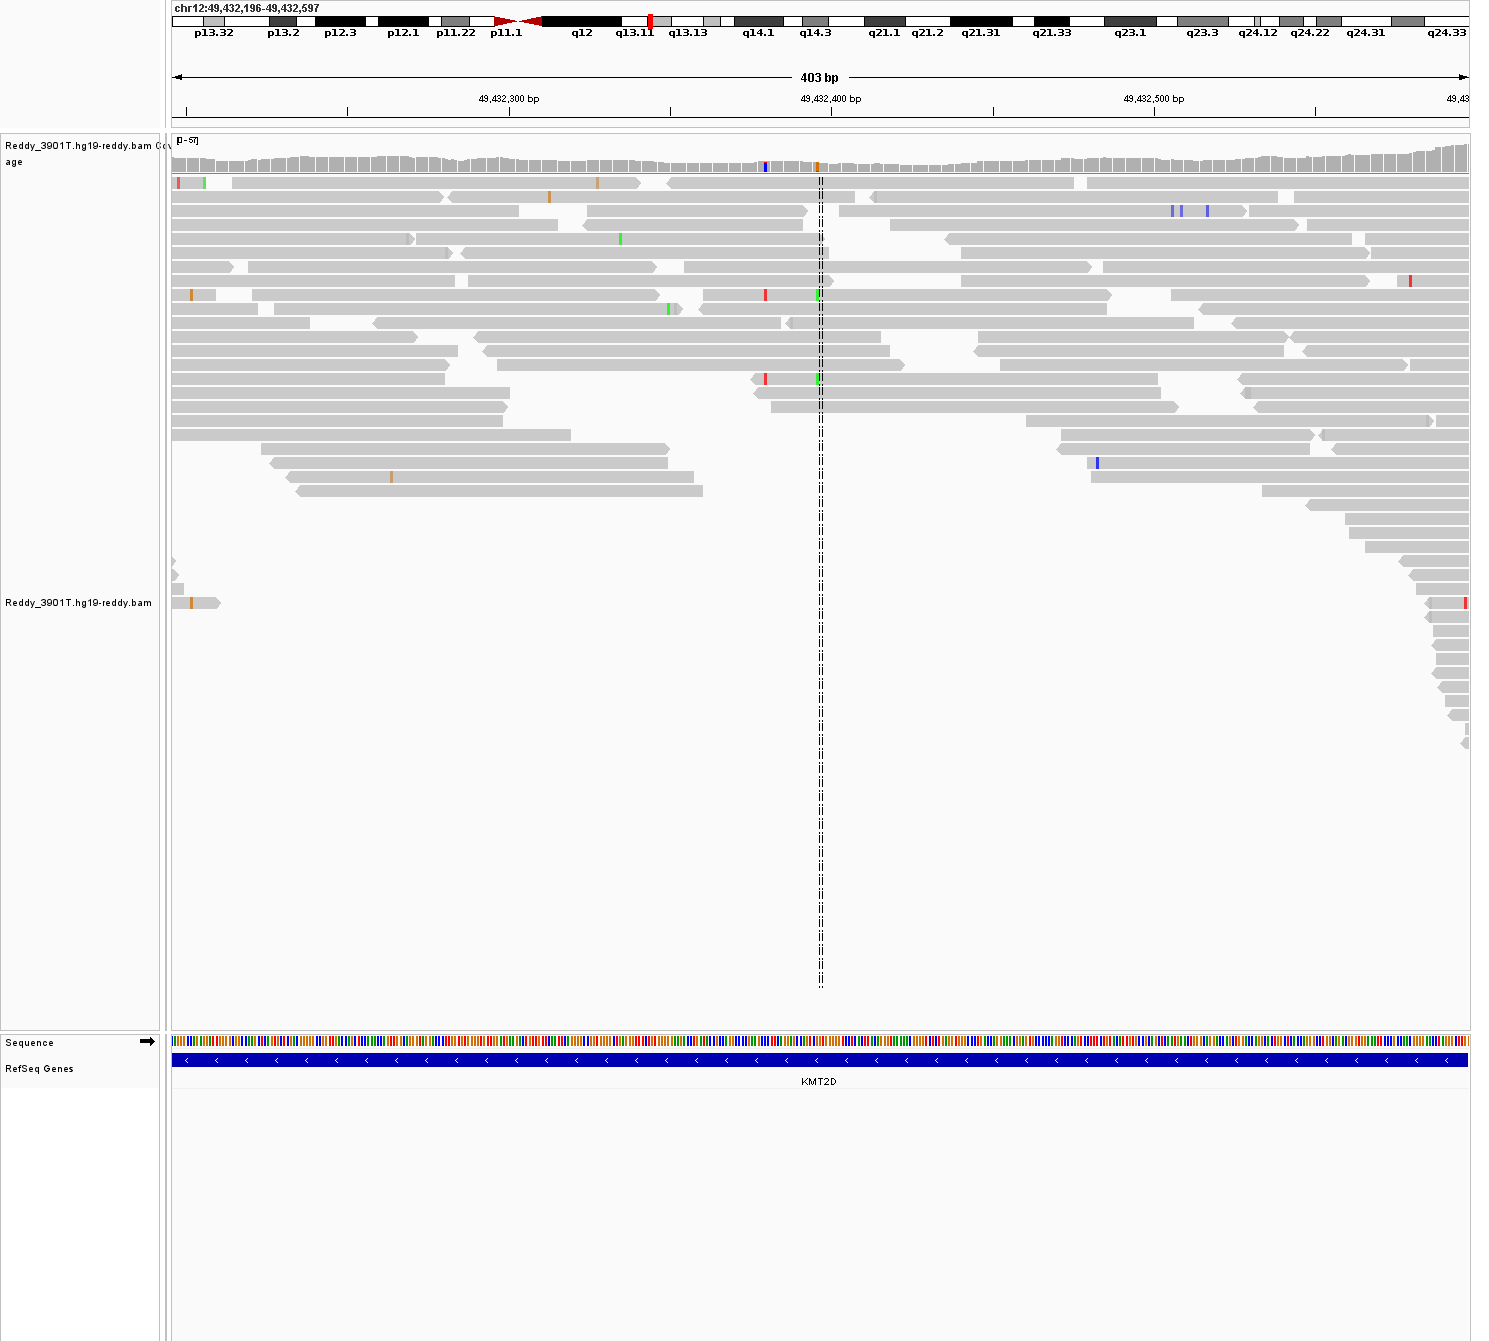 chr12:49,432,196-49,432,597
p13.32 p13.2 p12.3 p12.1 p11.22 p11.1 q12 q13.11 q13.13 q14.1 q14.3 q21.1 q21.2 q21.31 q21.33 q23.1 q23.3 q24.12 q24.22 q24.31 q24.33
403 bp
49,432,300 bp 49,432,400 bp 49,432,500 bp 49,43
Reddy_3901T.hg19-reddy.bam Cov
age
[0 - 57]
Reddy_3901T.hg19-reddy.bam
Sequence
RefSeq Genes
KMT2D